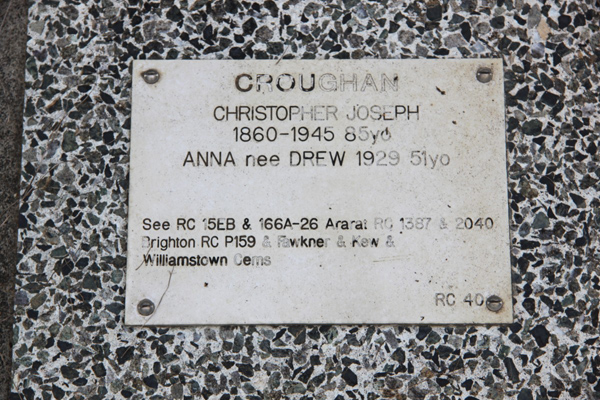 CROUGHAN
CHRISTOPHER JOSEPH
1860-1945 85yo
ANNA nee DREW 1929 51yo
See RC 15EB & 166A-26 Ararat RC 1387 & 2040
Brighton RC P159 & Fawkner & Kew &
Williamstown Cems
RC 40